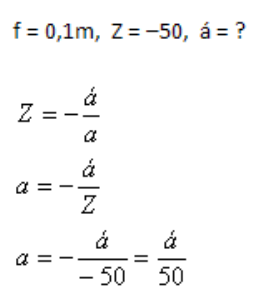 f = 0,1m, Z = –50, á = ?
Z = –á/a
a = –á/Z
a = –á/–50 = á/50